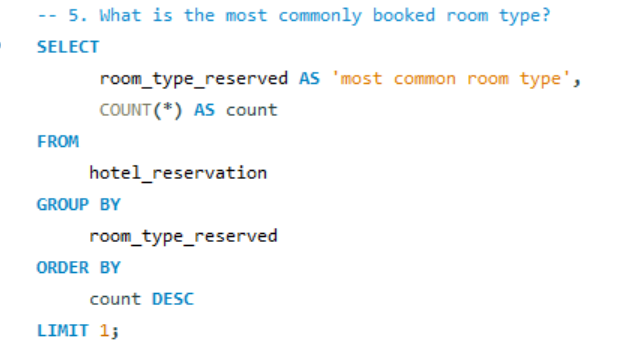 -- 5. What is the most commonly booked room type?
SELECT
room_type_reserved AS 'most common room type',
COUNT(*) AS count
FROM
hotel_reservation
GROUP BY
room_type_reserved
ORDER BY
count DESC
LIMIT 1;